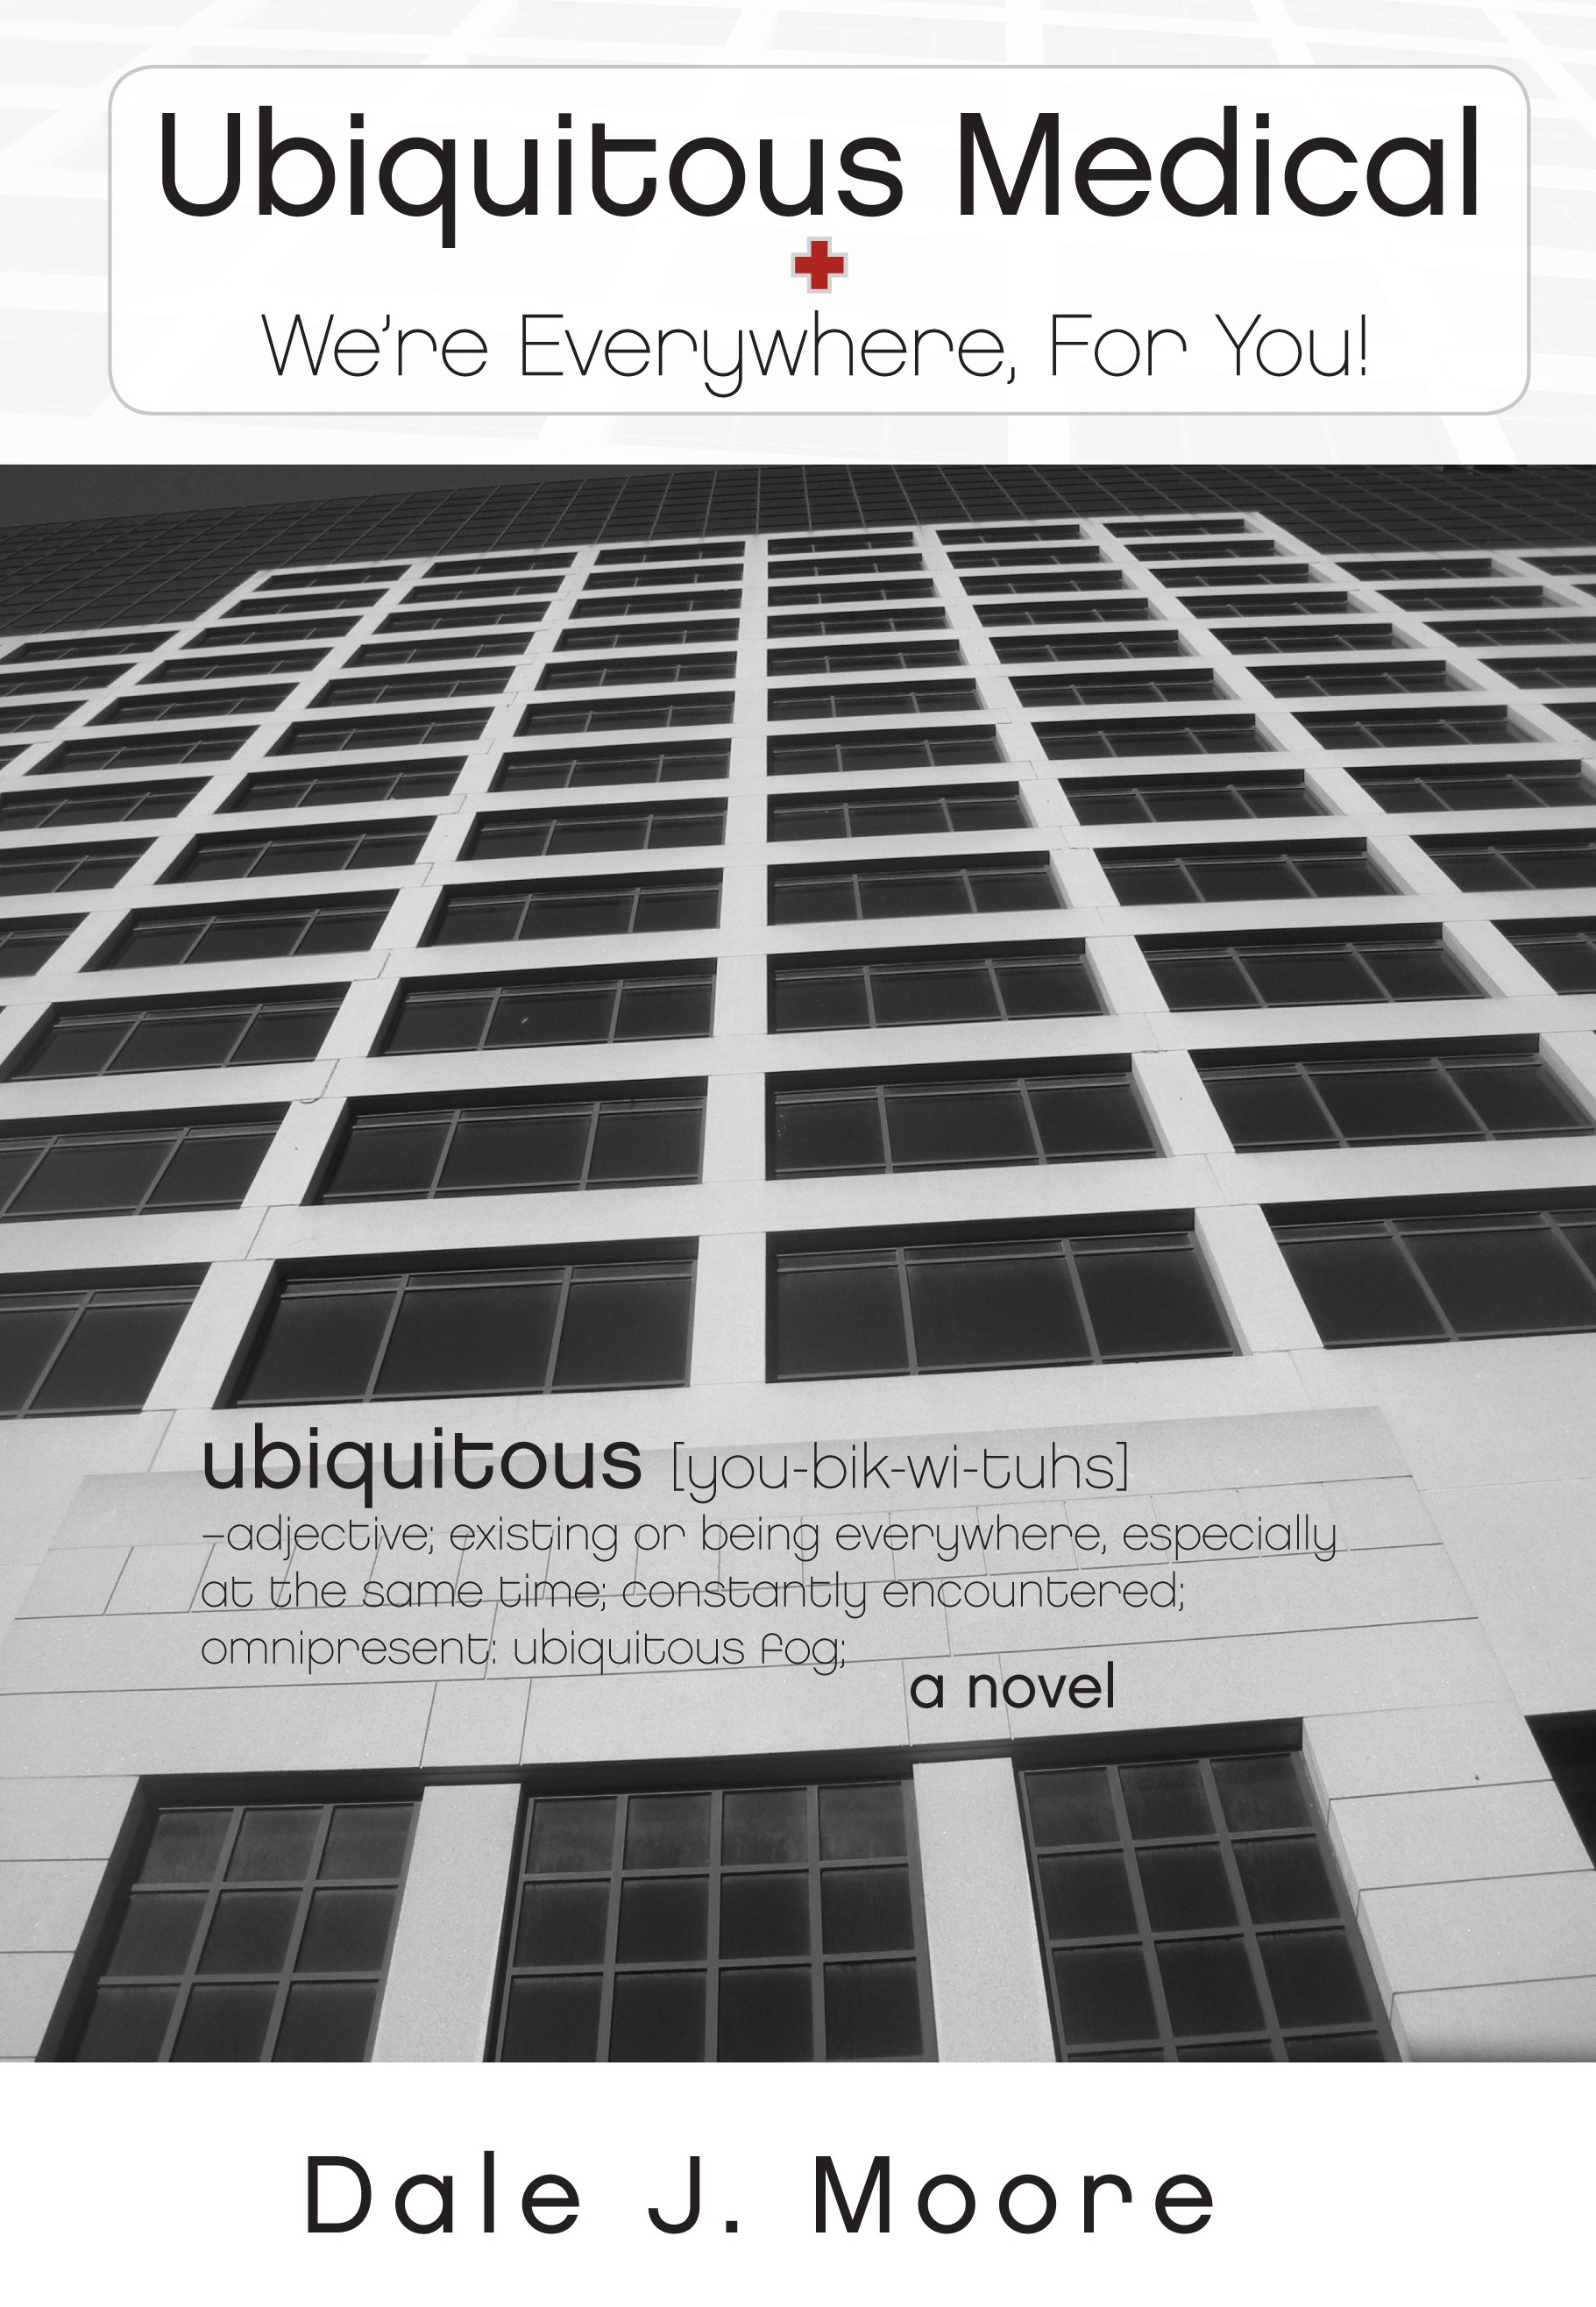 Ubiquitous Medical
We're Everywhere, For You!
ubiquitous [you-bik-wi-tuhs]
–adjective; existing or being everywhere, especially
at the same time; constantly encountered;
omnipresent: ubiquitous fog;
a novel
Dale J. Moore